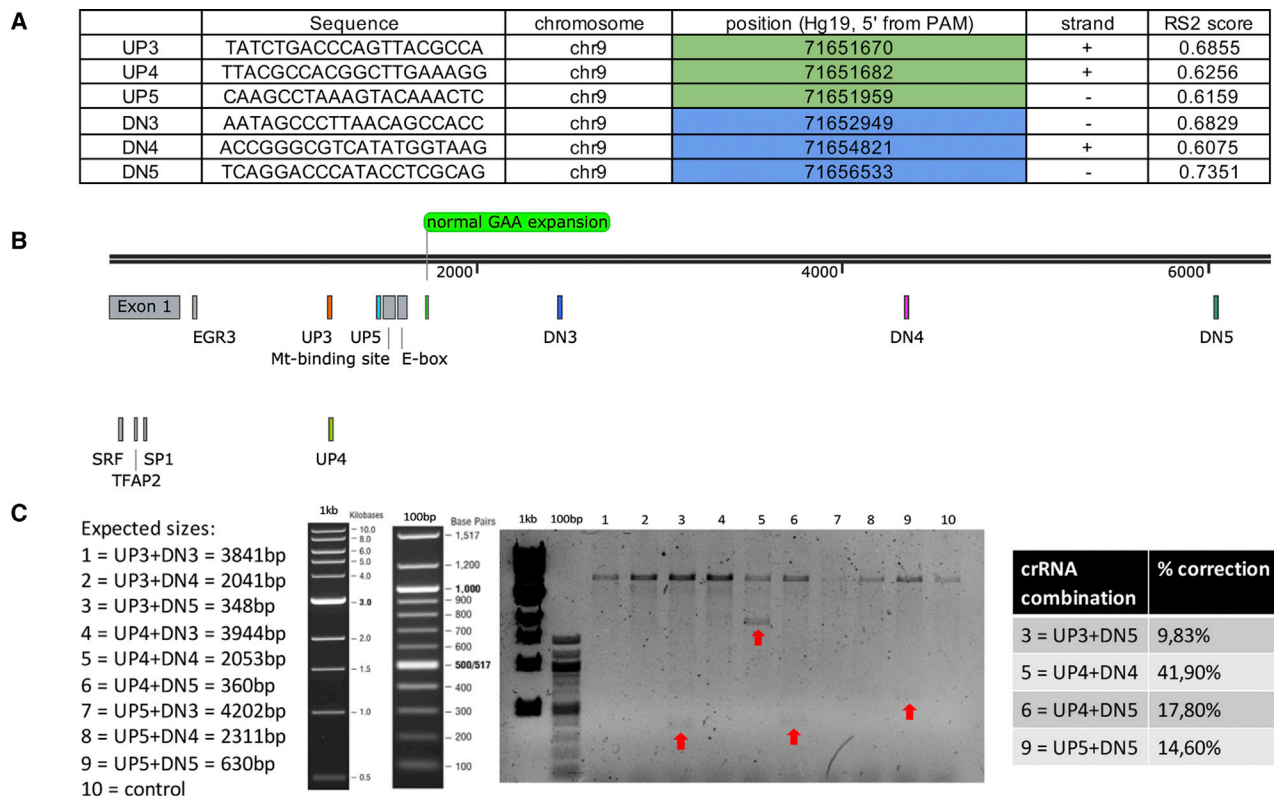 A
Sequence chromosome position (Hg19, 5' from PAM) strand RS2 score
UP3 TATCTGACCCAGTTACGCCA chr9 71651670 + 0.6855
UP4 TTACGCCACGGCTTGAAAGG chr9 71651682 + 0.6256
UP5 CAAGCCTAAAGTACAAACTC chr9 71651959 - 0.6159
DN3 AATAGCCCTTAACAGCCACC chr9 71652949 - 0.6829
DN4 ACCGGGCGTCATATGGTAAG chr9 71654821 + 0.6075
DN5 TCAGGACCCATACCTCGCAG chr9 71656533 - 0.7351
B
normal GAA expansion
2000 4000 6000
Exon 1
EGR3 UP3 UP5 DN3 DN4 DN5
Mt-binding site E-box
SRF SP1 UP4
TFAP2
C
Expected sizes:
1 = UP3+DN3 = 3841bp
2 = UP3+DN4 = 2041bp
3 = UP3+DN5 = 348bp
4 = UP4+DN3 = 3944bp
5 = UP4+DN4 = 2053bp
6 = UP4+DN5 = 360bp
7 = UP5+DN3 = 4202bp
8 = UP5+DN4 = 2311bp
9 = UP5+DN5 = 630bp
10 = control
1kb Kilobases
10.0
8.0
6.0
5.0
4.0
3.0
2.0
1.5
1.0
0.5
100bp Base Pairs
1,517
1,200
1,000
900
800
700
600
500/517
400
300
200
100
1kb 100bp 1 2 3 4 5 6 7 8 9 10
crRNA combination % correction
3 = UP3+DN5 9,83%
5 = UP4+DN4 41,90%
6 = UP4+DN5 17,80%
9 = UP5+DN5 14,60%